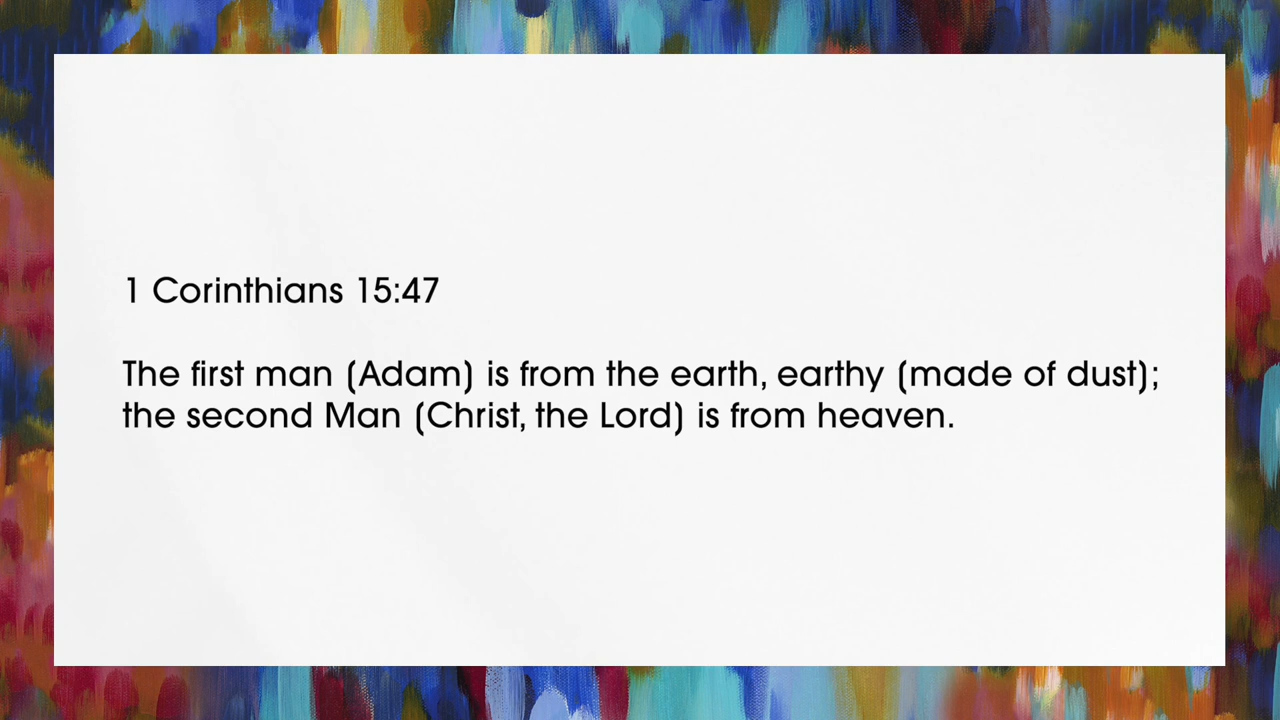 1 Corinthians 15:47
The first man (Adam) is from the earth, earthy (made of dust);
the second Man (Christ, the Lord) is from heaven.